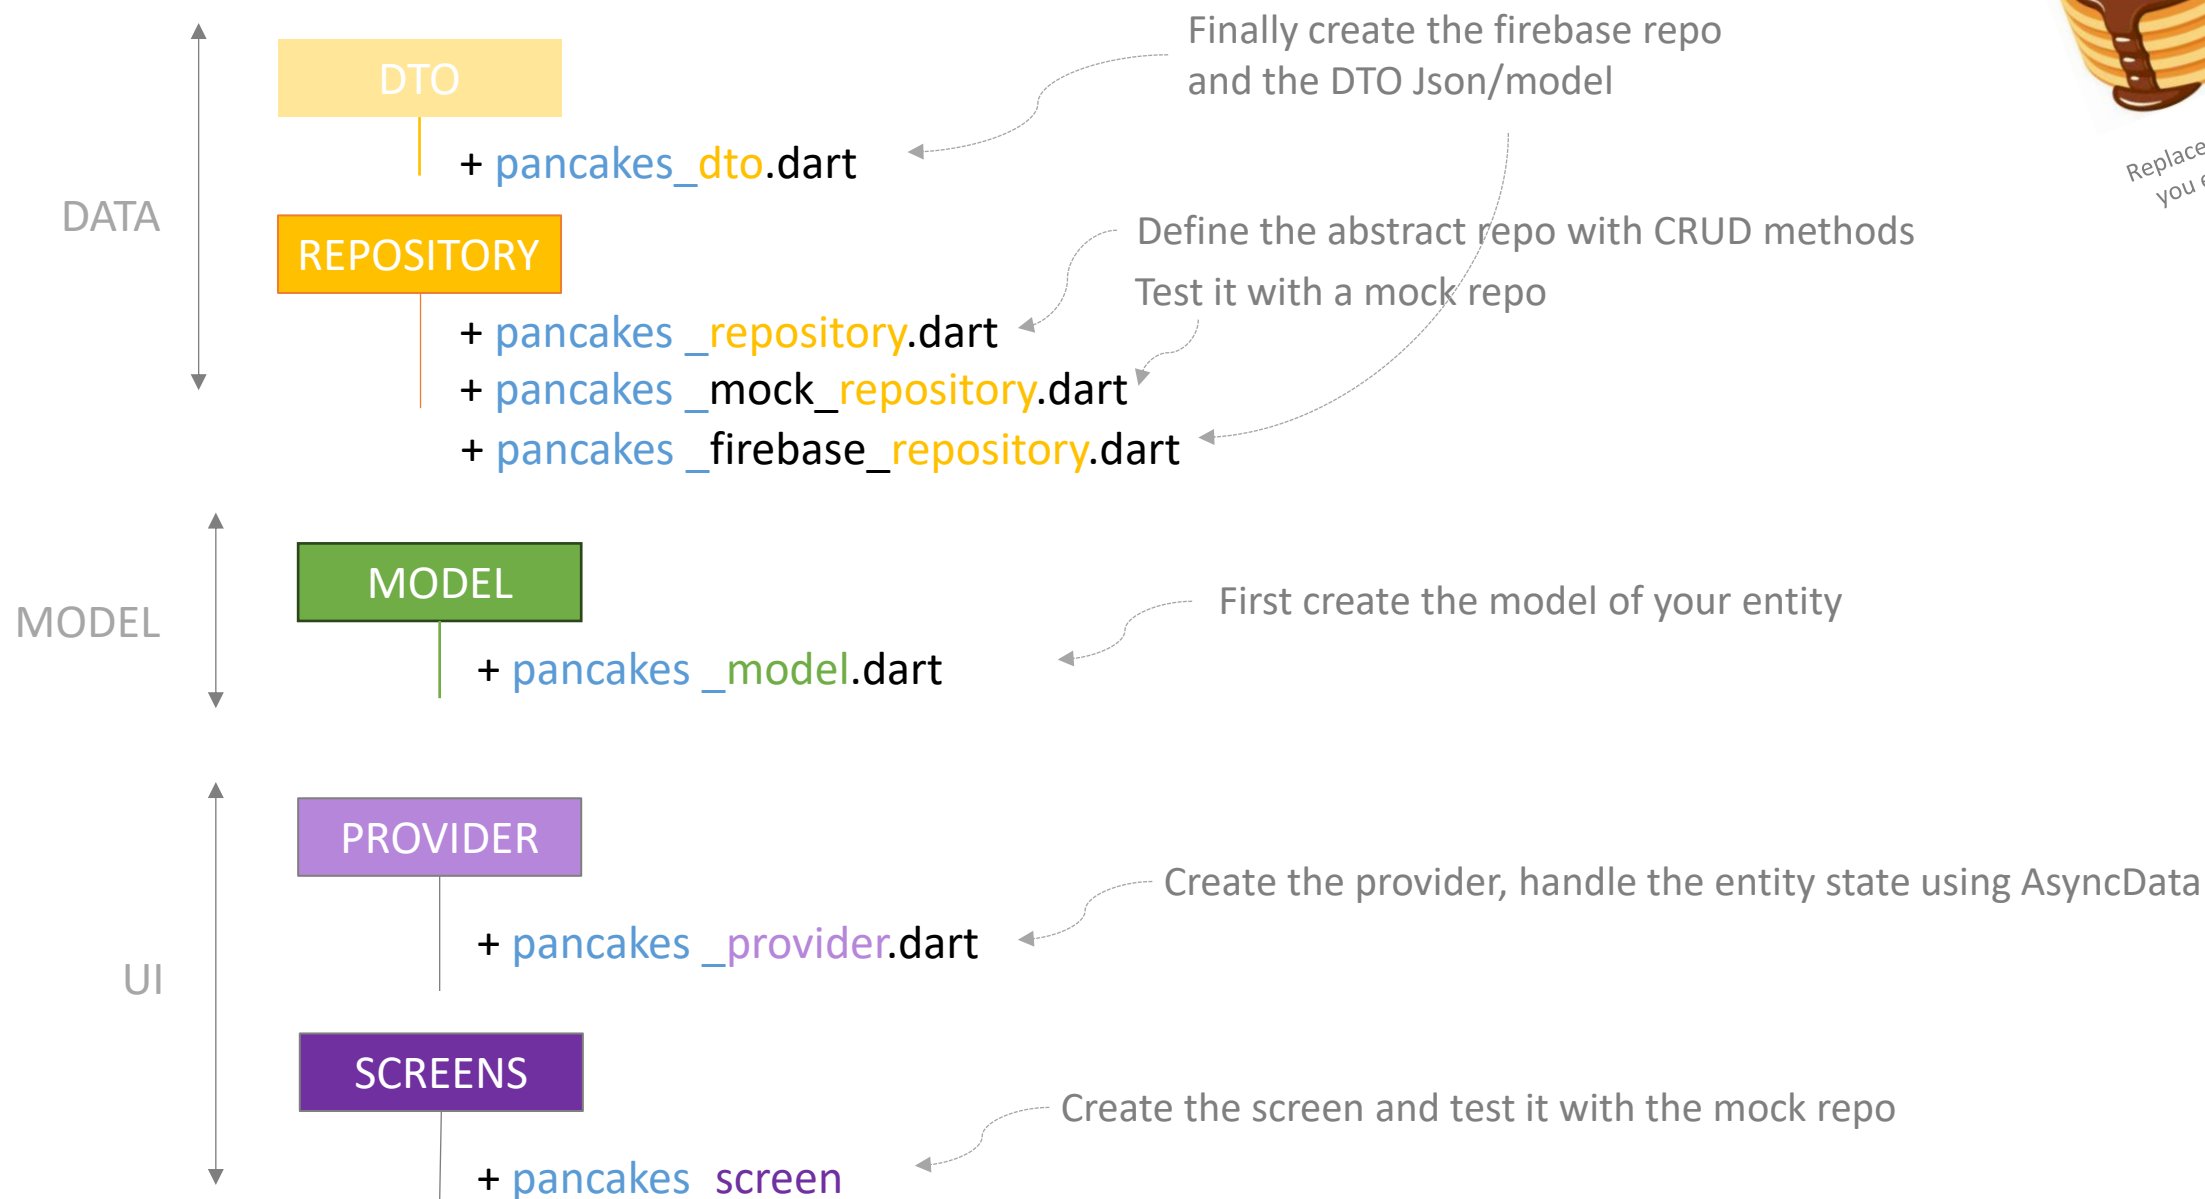 Finally create the firebase repo
and the DTO Json/model
DTO
+ pancakes_dto.dart
Replace
you
DATA
REPOSITORY
Define the abstract repo with CRUD methods
Test it with a mock repo
+ pancakes _repository.dart
+ pancakes _mock_repository.dart
+ pancakes _firebase_repository.dart
MODEL
MODEL
First create the model of your entity
+ pancakes _model.dart
PROVIDER
Create the provider, handle the entity state using AsyncData
+ pancakes _provider.dart
UI
SCREENS
Create the screen and test it with the mock repo
+ pancakes screen